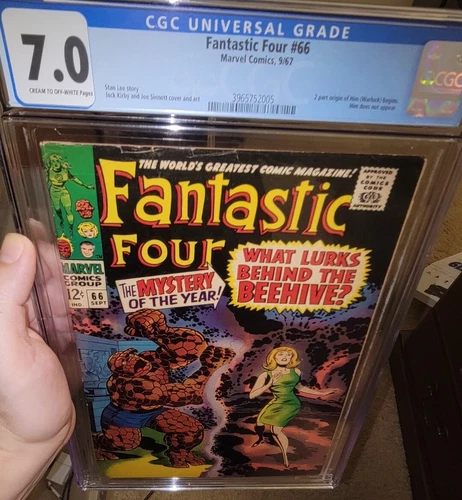 CGC UNIVERSAL GRADE
7.0
CREAM TO OFF-WHITE Pages
Fantastic Four #66
Marvel Comics, 9/67
Stan Lee story
Jack Kirby and Joe Sinnott cover and art
3965752005
2 part origin of Him (Warlock) begins.
Him does not appear
CGC
THE WORLD'S GREATEST COMIC MAGAZINE!
APPROVED
BY THE
COMICS
CODE
AUTHORITY
Fantastic
FOUR
MARVEL
COMICS
GROUP
12¢
IND.
66
SEPT
THE MYSTERY
OF THE YEAR!
WHAT LURKS
BEHIND THE
BEEHIVE?